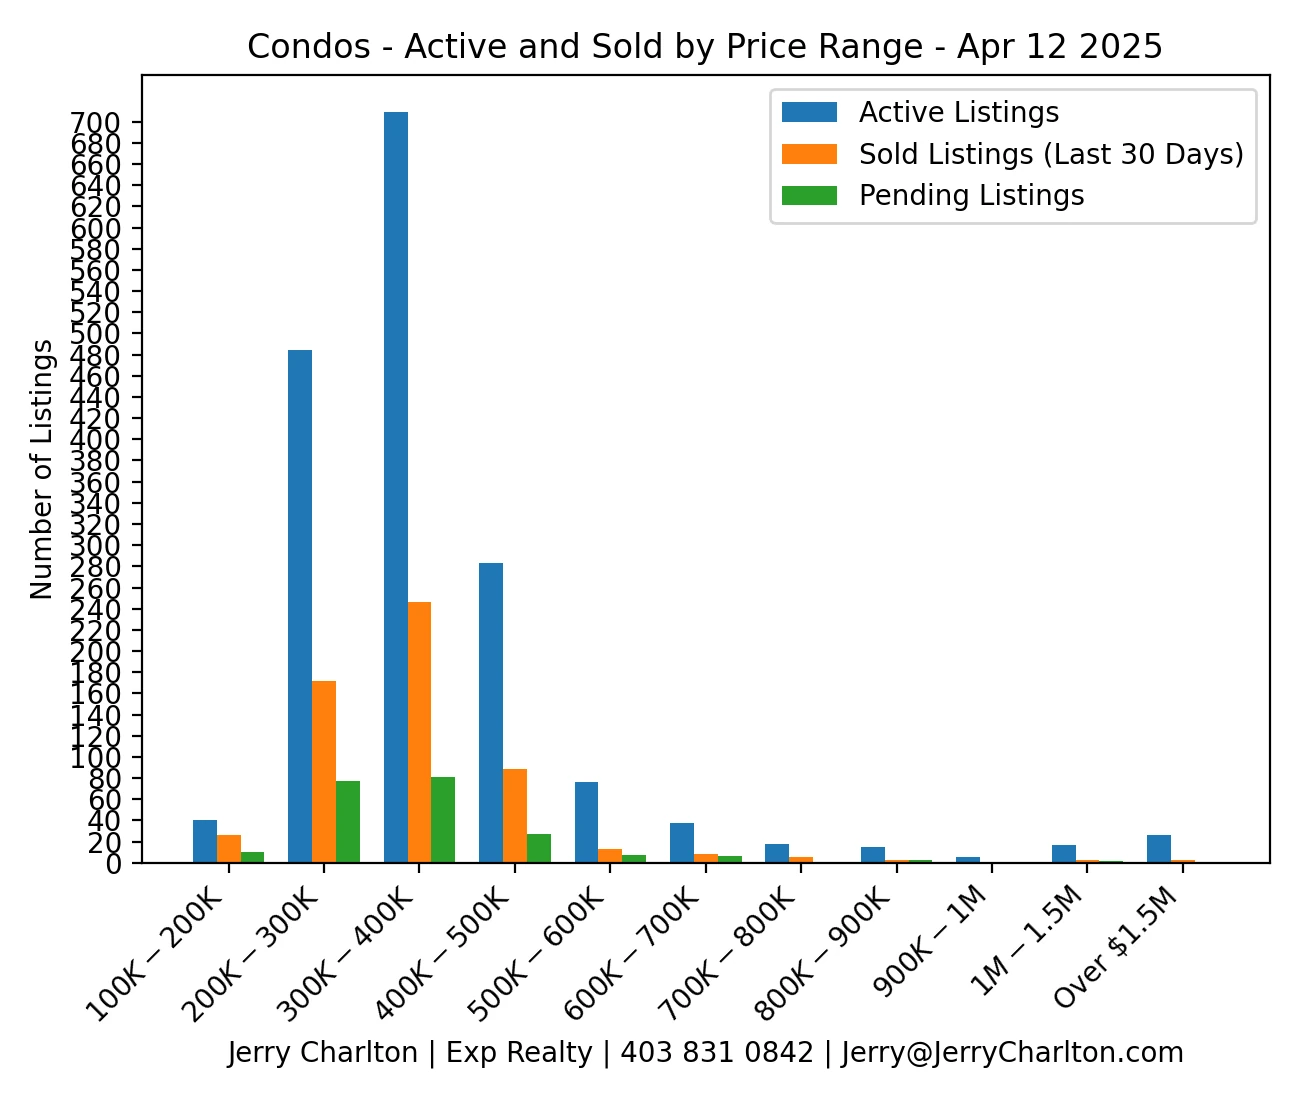 Condos - Active and Sold by Price Range - Apr 12 2025
Active Listings
Sold Listings (Last 30 Days)
Pending Listings
Number of Listings
700
680
660
640
620
600
580
560
540
520
500
480
460
440
420
400
380
360
340
320
300
280
260
240
220
200
180
160
140
120
100
80
60
40
20
0
100K − 200K
200K − 300K
300K − 400K
400K − 500K
500K − 600K
600K − 700K
700K − 800K
800K − 900K
900K − 1M
1M − 1.5M
Over $1.5M
Jerry Charlton | Exp Realty | 403 831 0842 | Jerry@JerryCharlton.com